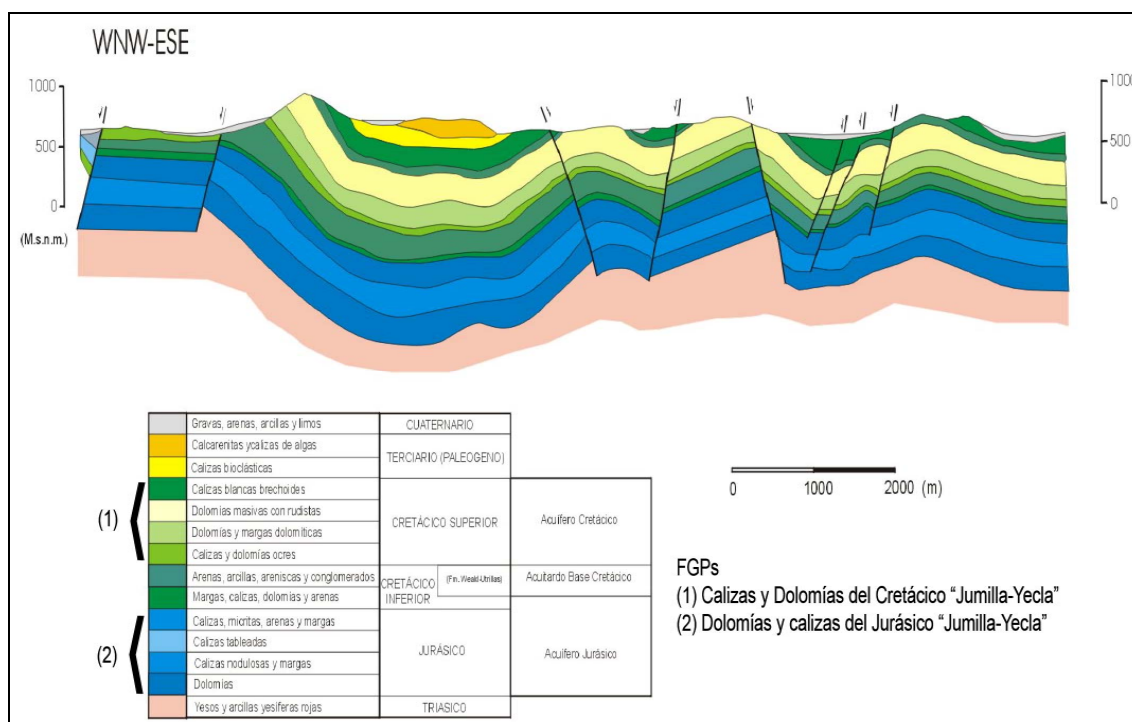 WNW-ESE
1000
500
0
(M.s.n.m.)
1000
500
0
Gravas, arenas, arcillas y limos
CUATERNARIO
Calcarenitas ycalizas de algas
TERCIARIO (PALEOGENO)
Calizas bioclásticas
(1)
Calizas blancas brechoides
Dolomias masivas con rudistas
Dolomías y margas dolomíticas
Calizas y dolomías ocres
CRETÁCICO SUPERIOR
Acuífero Cretácico
Arenas, arcillas, areniscas y conglomerados
Margas, calizas, dolomías y arenas
CRETÁCICO
INFERIOR
(Fm. Weald-Utrillas)
Acuitardo Base Cretácico
(2)
Calizas, micritas, arenas y margas
Calizas tableadas
Calizas nodulosas y margas
Dolomías
JURÁSICO
Acuífero Jurásico
Yesos y arcillas yesíferas rojas
TRIASICO
0 1000 2000 (m)
FGPs
(1) Calizas y Dolomías del Cretácico “Jumilla-Yecla”
(2) Dolomías y calizas del Jurásico “Jumilla-Yecla”